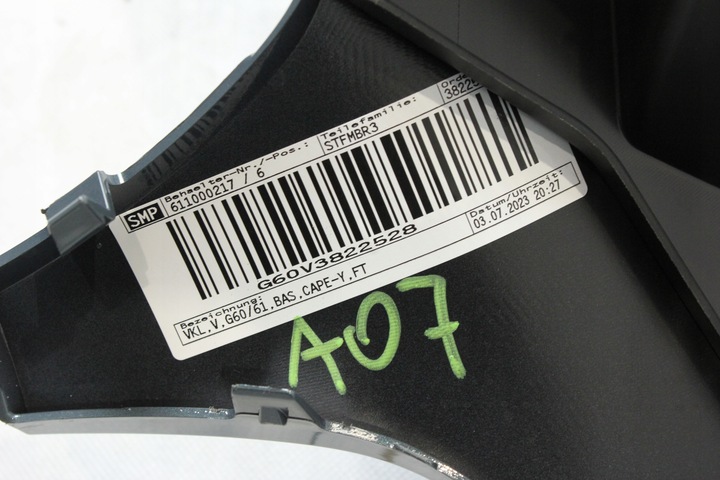 SMP
Behaelter-Nr./-Pos.:
611000217 / 6
Teilefamilie:
STFMBR3
G60V3822528
Bezeichnung:
VKL.V.G60/61.BAS.CAPE-Y.FT
Datum/Uhrzeit:
03.07.2023 20:27
A07